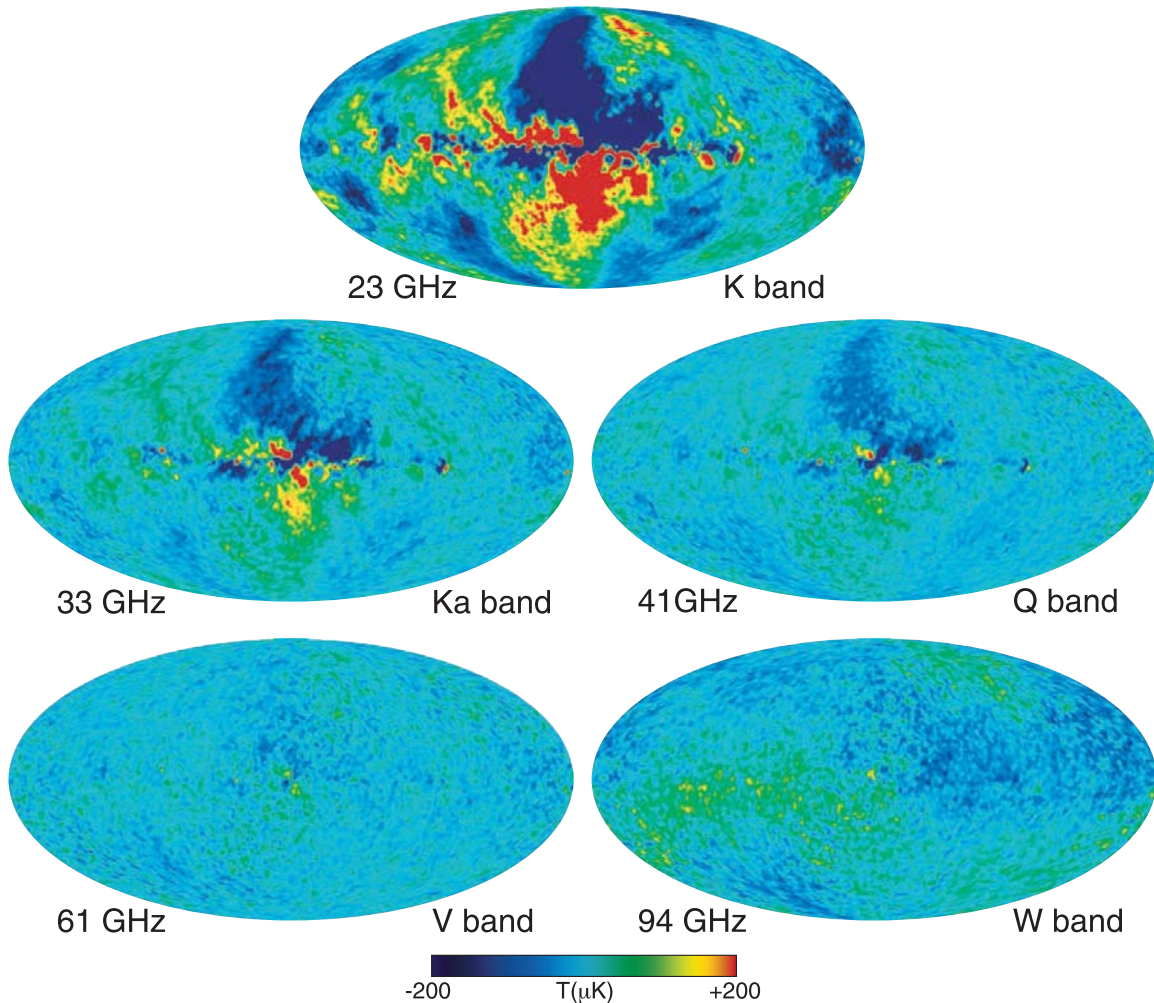 23 GHz K band
33 GHz Ka band
41GHz Q band
61 GHz V band
94 GHz W band
-200 T(μK) +200